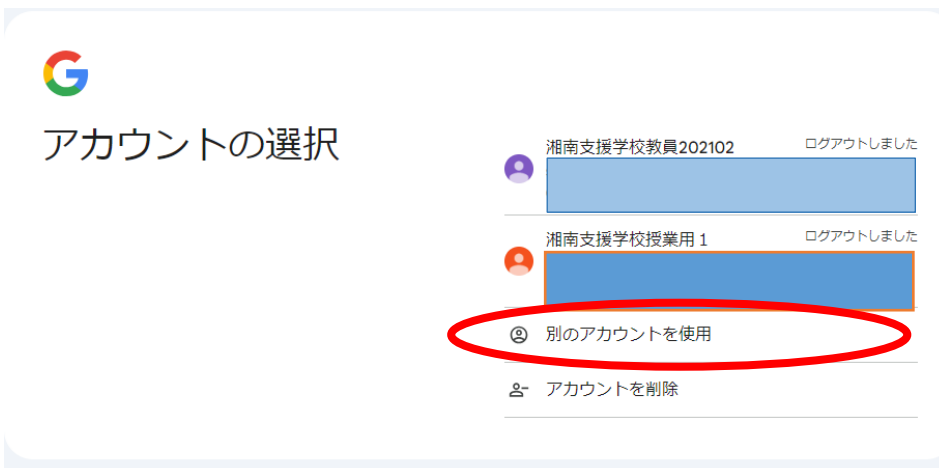 アカウントの選択
湘南支援学校教員202102 ログアウトしました
湘南支援学校授業用 1 ログアウトしました
別のアカウントを使用
アカウントを削除